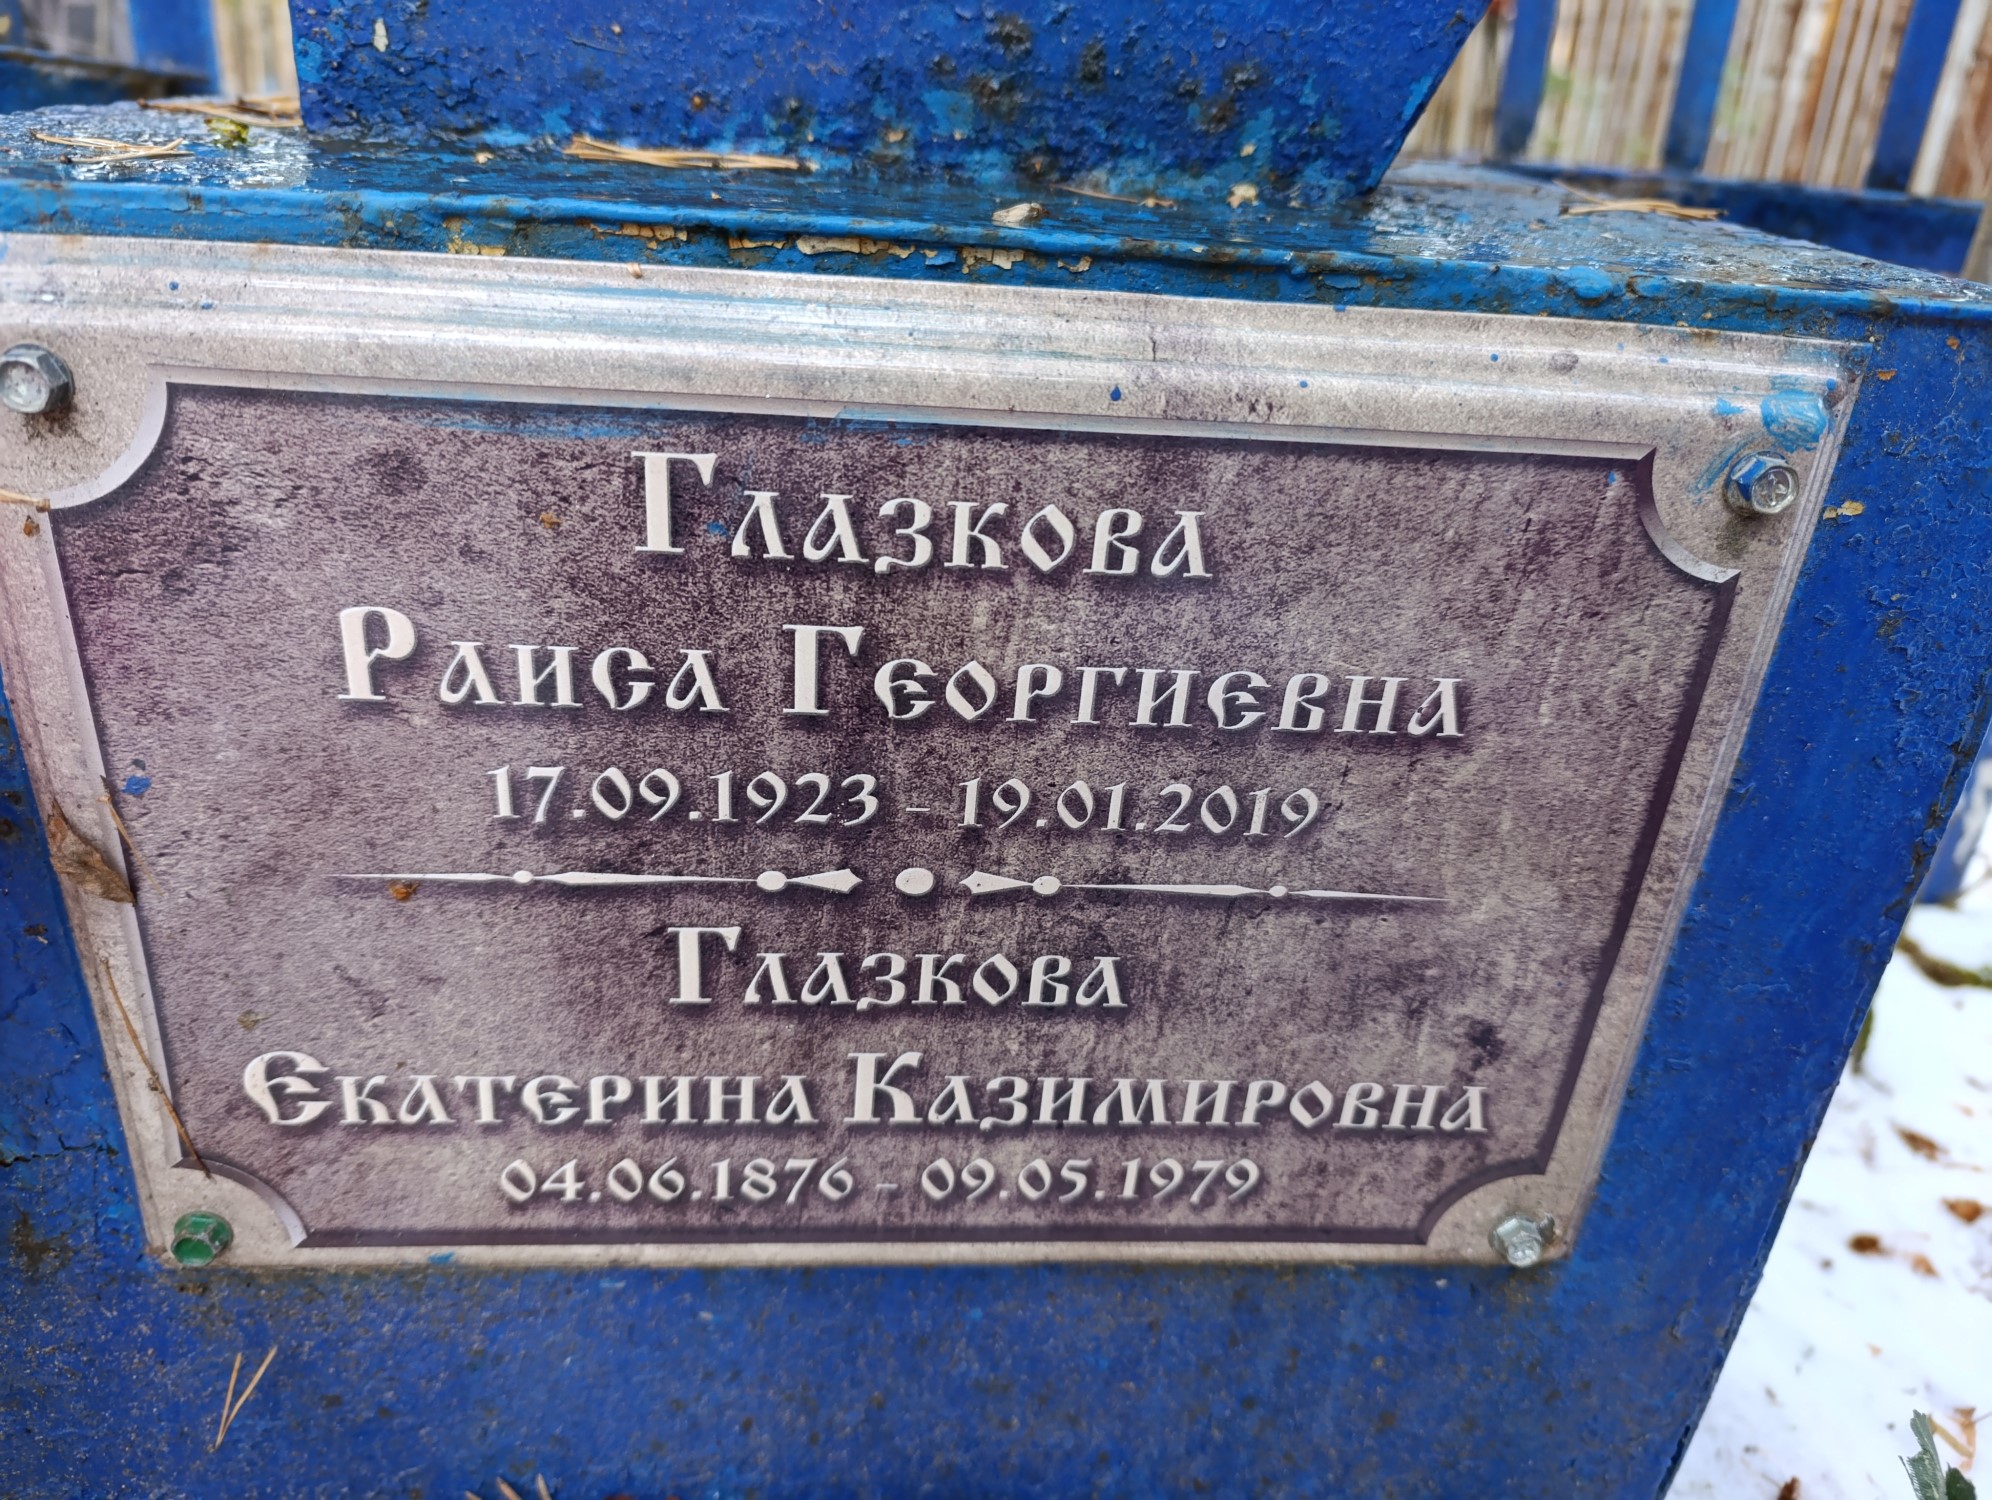 Глазкова
Раиса Георгиевна
17.09.1923 - 19.01.2019
Глазкова
Екатерина Казимировна
04.06.1876 - 09.05.1979